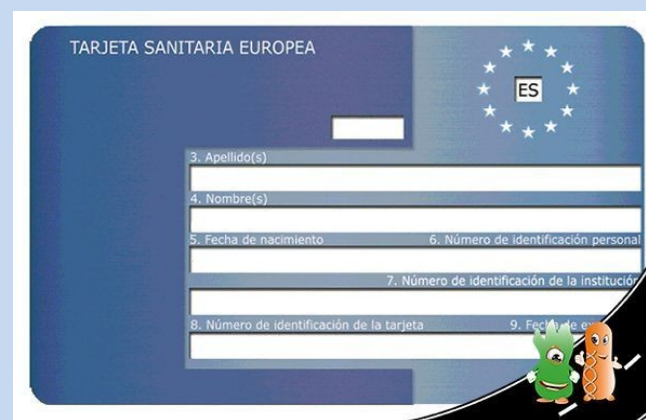 TARJETA SANITARIA EUROPEA
ES
3. Apellido(s)
4. Nombre(s)
5. Fecha de nacimiento 6. Número de identificación personal
7. Número de identificación de la institución
8. Número de identificación de la tarjeta 9. Fecha de